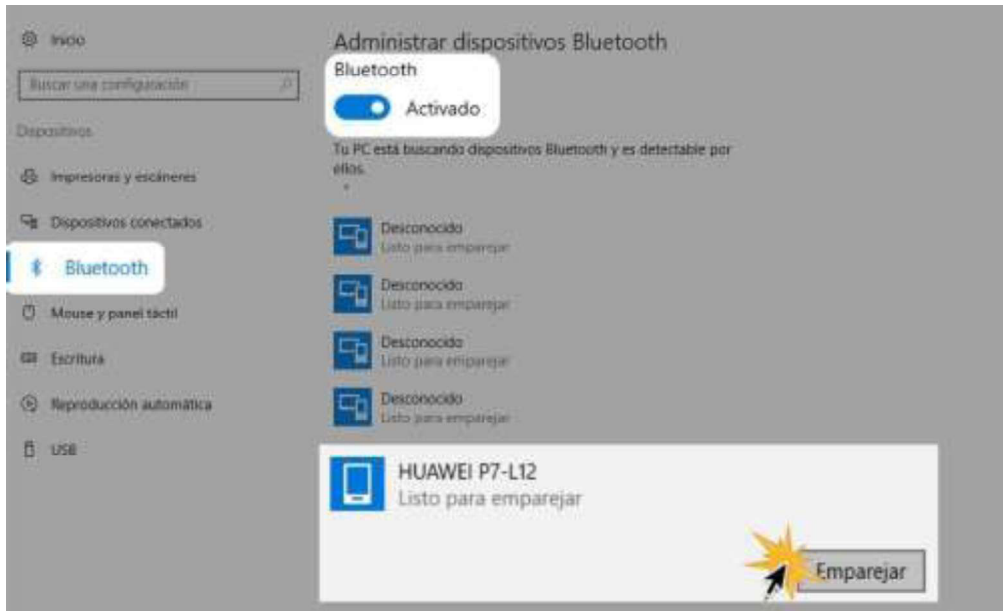 Inicio
Buscar una configuración
Dispositivos
Impresoras y escáneres
Dispositivos conectados
Bluetooth
Mouse y panel táctil
Escritura
Reproducción automática
USB
Administrar dispositivos Bluetooth
Bluetooth
Activado
Tu PC está buscando dispositivos Bluetooth y es detectable por
ellos.
Desconocido
Listo para emparejar
Desconocido
Listo para emparejar
Desconocido
Listo para emparejar
Desconocido
Listo para emparejar
HUAWEI P7-L12
Listo para emparejar
Emparejar